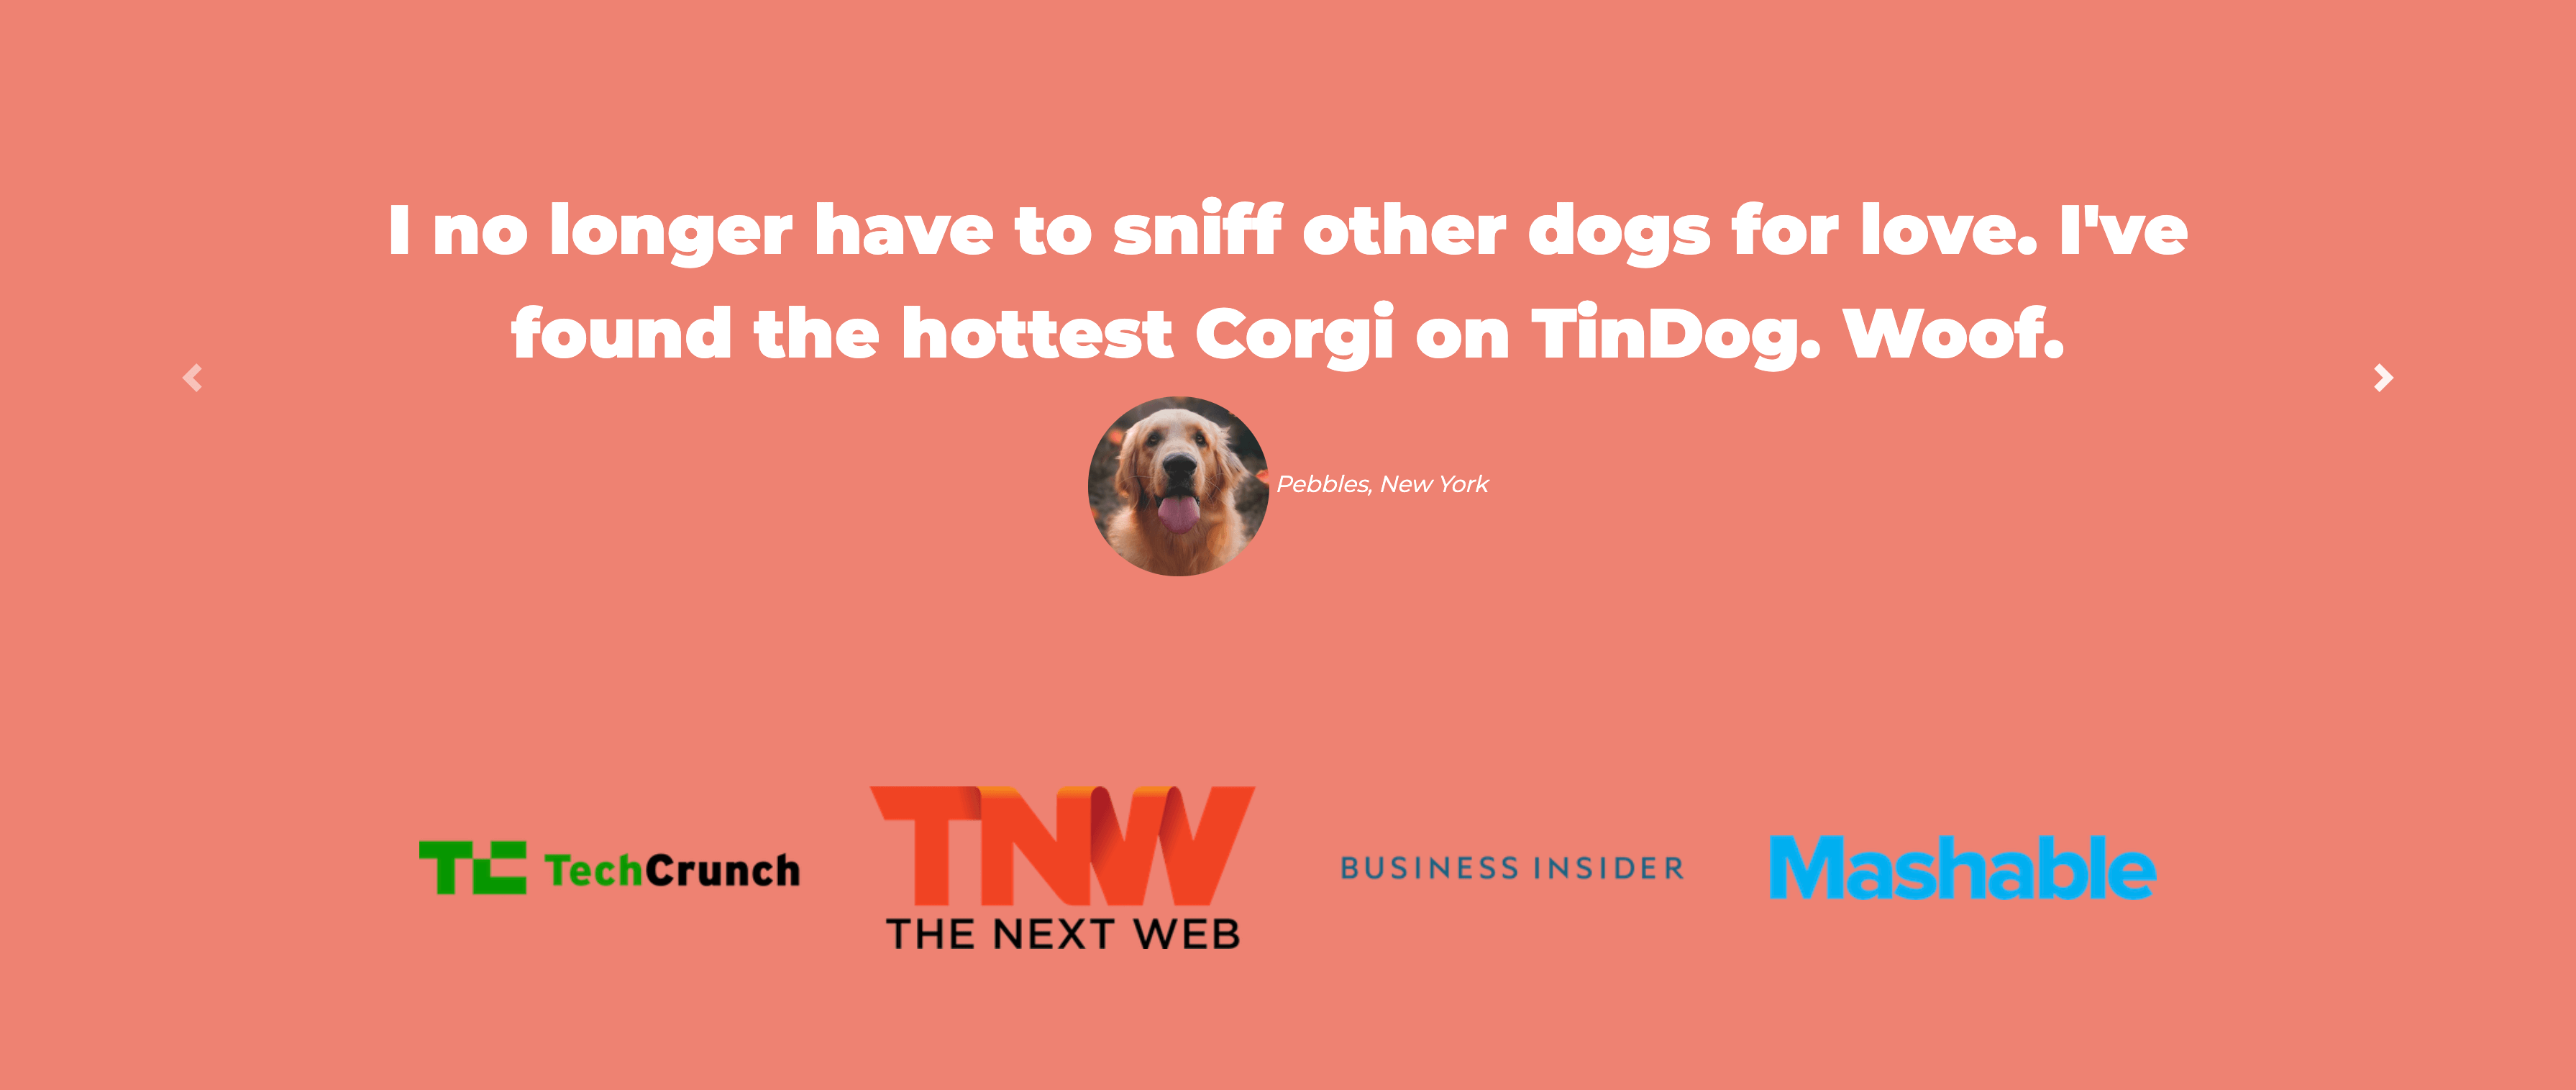 I no longer have to sniff other dogs for love. I've
found the hottest Corgi on TinDog. Woof.
Pebbles, New York
TC TechCrunch
TNW
THE NEXT WEB
BUSINESS INSIDER
Mashable